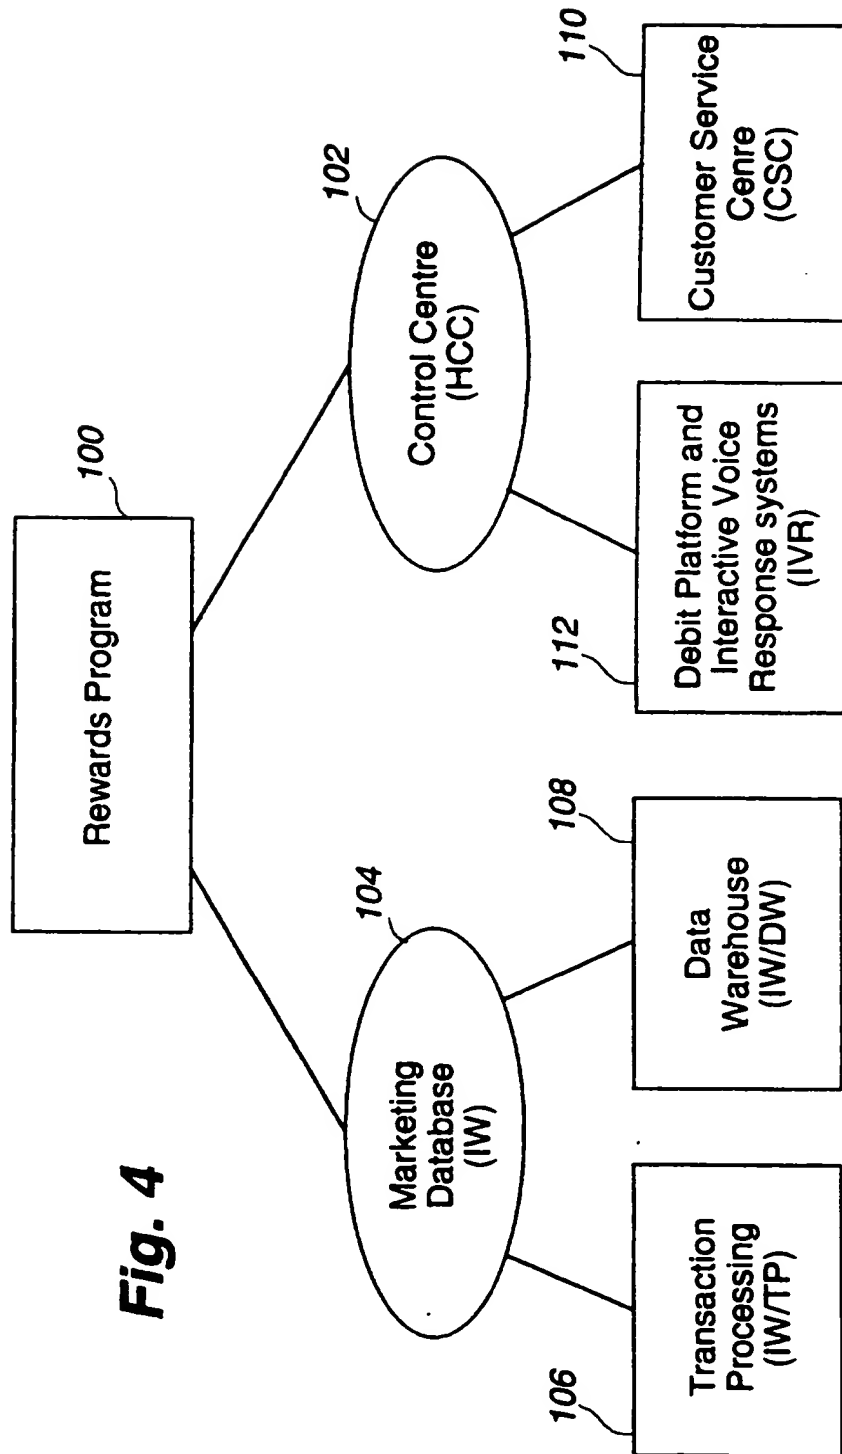 Fig. 4
Rewards Program
100
Marketing
Database
(IW)
104
Control Centre
(HCC)
102
Transaction
Processing
(IW/TP)
106
Data
Warehouse
(IW/DW)
108
Debit Platform and
Interactive Voice
Response systems
(IVR)
112
Customer Service
Cenre
(CSC)
110